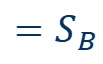 = S_B